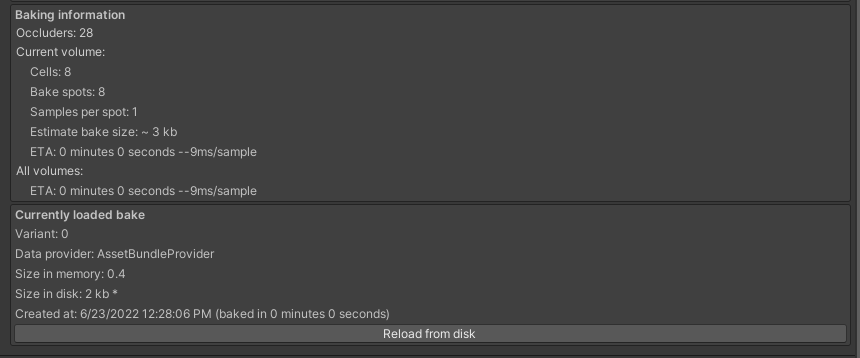 Baking information
Occluders: 28
Current volume:
Cells: 8
Bake spots: 8
Samples per spot: 1
Estimate bake size: ~ 3 kb
ETA: 0 minutes 0 seconds --9ms/sample
All volumes:
ETA: 0 minutes 0 seconds --9ms/sample
Currently loaded bake
Variant: 0
Data provider: AssetBundleProvider
Size in memory: 0.4
Size in disk: 2 kb *
Created at: 6/23/2022 12:28:06 PM (baked in 0 minutes 0 seconds)
Reload from disk